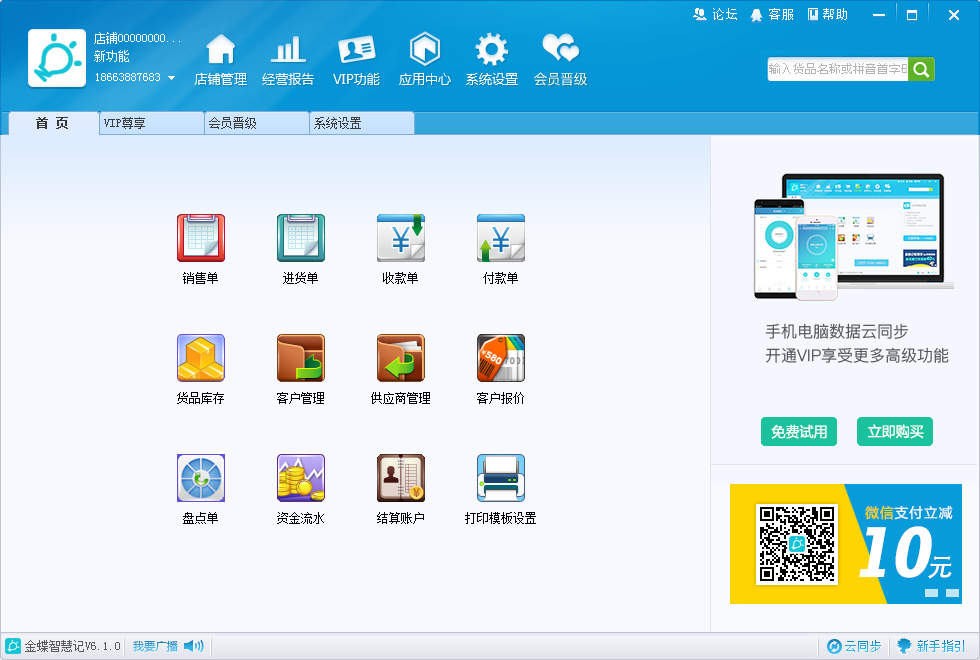 论坛 客服 帮助
店铺00000000...
新功能
18663887683
店铺管理 经营报告 VIP功能 应用中心 系统设置 会员晋级
输入货品名称或拼音首字母
首 页 VIP尊享 会员晋级 系统设置
销售单 进货单 收款单 付款单
¥580
货品库存 客户管理 供应商管理 客户报价
盘点单 资金流水 结算账户 打印模板设置
手机电脑数据云同步
开通VIP享受更多高级功能
免费试用 立即购买
微信支付立减
10元
金蝶智慧记V6.1.0 我要广播 云同步 新手指引